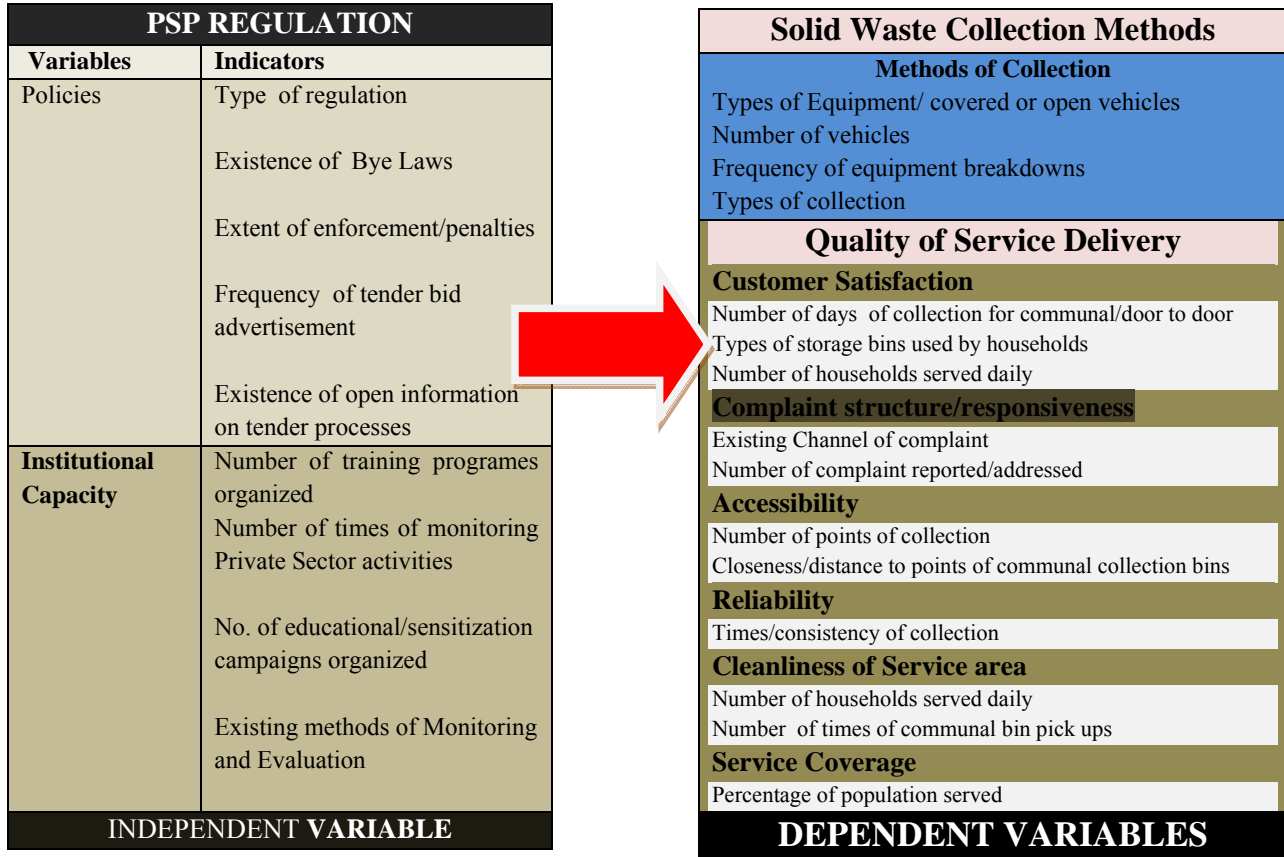 PSP REGULATION
Variables Indicators
Policies Type of regulation
Existence of Bye Laws
Extent of enforcement/penalties
Frequency of tender bid
advertisement
Existence of open information
on tender processes
Institutional
Capacity
Number of training programes
organized
Number of times of monitoring
Private Sector activities
No. of educational/sensitization
campaigns organized
Existing methods of Monitoring
and Evaluation
INDEPENDENT VARIABLE
Solid Waste Collection Methods
Methods of Collection
Types of Equipment/ covered or open vehicles
Number of vehicles
Frequency of equipment breakdowns
Types of collection
Quality of Service Delivery
Customer Satisfaction
Number of days of collection for communal/door to door
Types of storage bins used by households
Number of households served daily
Complaint structure/responsiveness
Existing Channel of complaint
Number of complaint reported/addressed
Accessibility
Number of points of collection
Closeness/distance to points of communal collection bins
Reliability
Times/consistency of collection
Cleanliness of Service area
Number of households served daily
Number of times of communal bin pick ups
Service Coverage
Percentage of population served
DEPENDENT VARIABLES